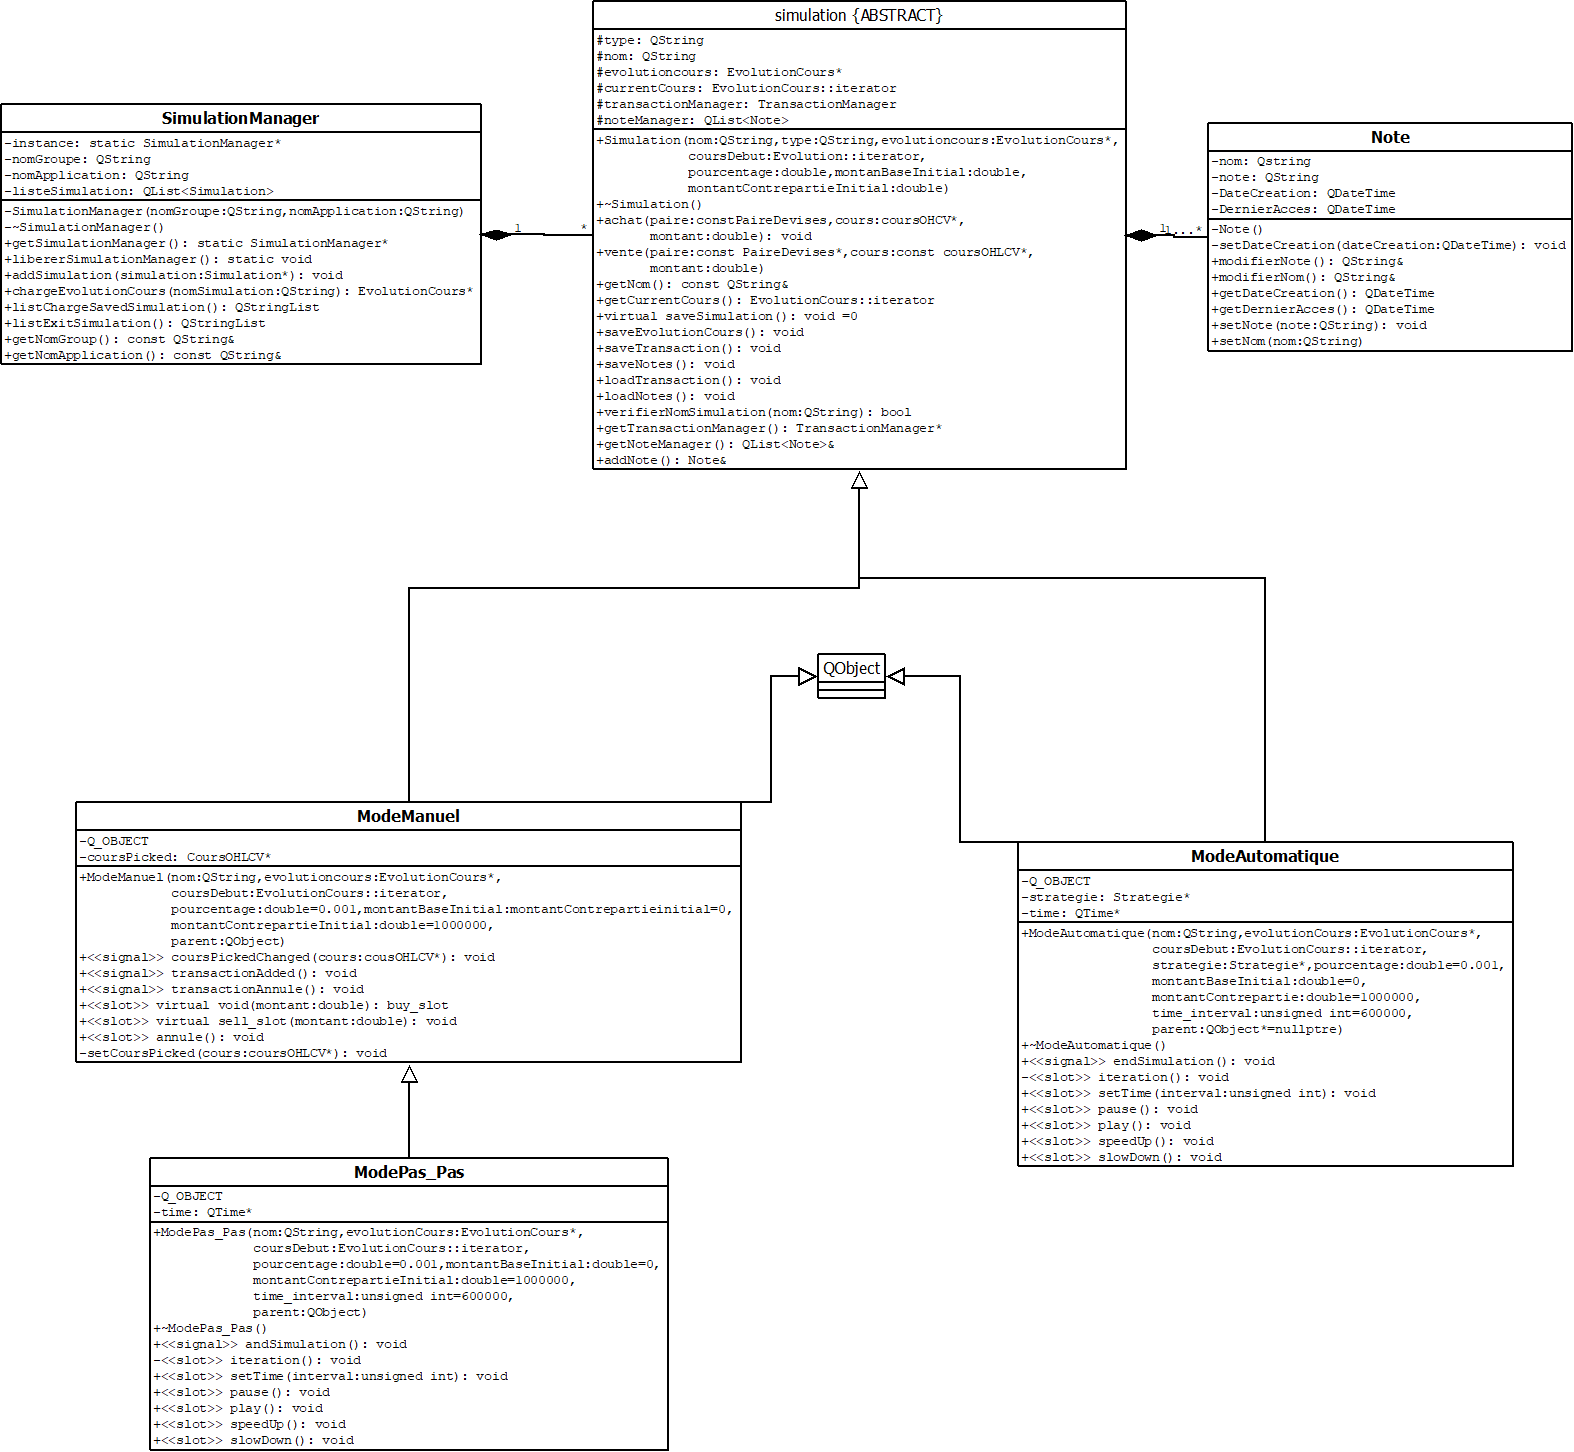 simulation {ABSTRACT}
#type: QString
#nom: QString
#evolutioncours: EvolutionCours*
#currentCours: EvolutionCours::iterator
#transactionManager: TransactionManager
#noteManager: QList<Note>
+Simulation(nom:QString,type:QString,evolutioncours:EvolutionCours*,
coursDebut:Evolution::iterator,
pourcentage:double,montanBaseInitial:double,
montantContrepartieInitial:double)
+~Simulation()
+achat(paire:constPaireDevises,cours:coursOHCV*,
montant:double): void
+vente(paire:const PaireDevises*,cours:const coursOHLCV*,
montant:double)
+getNom(): const QString&
+getCurrentCours(): EvolutionCours::iterator
+virtual saveSimulation(): void =0
+saveEvolutionCours(): void
+saveTransaction(): void
+saveNotes(): void
+loadTransaction(): void
+loadNotes(): void
+verifierNomSimulation(nom:QString): bool
+getTransactionManager(): TransactionManager*
+getNoteManager(): QList<Note>&
+addNote(): Note&
SimulationManager
-instance: static SimulationManager*
-nomGroupe: QString
-nomApplication: QString
-listeSimulation: QList<Simulation>
-SimulationManager(nomGroupe:QString,nomApplication:QString)
-~SimulationManager()
+getSimulationManager(): static SimulationManager*
+libererSimulationManager(): static void
+addSimulation(simulation:Simulation*): void
+chargeEvolutionCours(nomSimulation:QString): EvolutionCours*
+listChargeSavedSimulation(): QStringList
+listExitSimulation(): QStringList
+getNomGroup(): const QString&
+getNomApplication(): const QString&
1
*
1
1...*
Note
-nom: Qstring
-note: QString
-DateCreation: QDateTime
-DernierAcces: QDateTime
-Note()
-setDateCreation(dateCreation:QDateTime): void
+modifierNote(): QString&
+modifierNom(): QString&
+getDateCreation(): QDateTime
+getDernierAcces(): QDateTime
+setNote(note:QString): void
+setNom(nom:QString)
QObject
ModeManuel
-Q_OBJECT
-coursPicked: CoursOHLCV*
+ModeManuel(nom:QString,evolutioncours:EvolutionCours*,
coursDebut:EvolutionCours::iterator,
pourcentage:double=0.001,montantBaseInitial:montantContrepartieinitial=0,
montantContrepartieInitial:double=1000000,
parent:QObject)
+<<signal>> coursPickedChanged(cours:cousOHLCV*): void
+<<signal>> transactionAdded(): void
+<<signal>> transactionAnnule(): void
+<<slot>> virtual void(montant:double): buy_slot
+<<slot>> virtual sell_slot(montant:double): void
+<<slot>> annule(): void
-setCoursPicked(cours:coursOHLCV*): void
ModeAutomatique
-Q_OBJECT
-strategie: Strategie*
-time: QTime*
+ModeAutomatique(nom:QString,evolutionCours:EvolutionCours*,
coursDebut:EvolutionCours::iterator,
strategie:Strategie*,pourcentage:double=0.001,
montantBaseInitial:double=0,
montantContrepartie:double=1000000,
time_interval:unsigned int=600000,
parent:QObject*=nullptre)
+~ModeAutomatique()
+<<signal>> endSimulation(): void
-<<slot>> iteration(): void
+<<slot>> setTime(interval:unsigned int): void
+<<slot>> pause(): void
+<<slot>> play(): void
+<<slot>> speedUp(): void
+<<slot>> slowDown(): void
ModePas_Pas
-Q_OBJECT
-time: QTime*
+ModePas_Pas(nom:QString,evolutionCours:EvolutionCours*,
coursDebut:EvolutionCours::iterator,
pourcentage:double=0.001,montantBaseInitial:double=0,
montantContrepartieInitial:double=1000000,
time_interval:unsigned int=600000,
parent:QObject)
+~ModePas_Pas()
+<<signal>> andSimulation(): void
-<<slot>> iteration(): void
+<<slot>> setTime(interval:unsigned int): void
+<<slot>> pause(): void
+<<slot>> play(): void
+<<slot>> speedUp(): void
+<<slot>> slowDown(): void